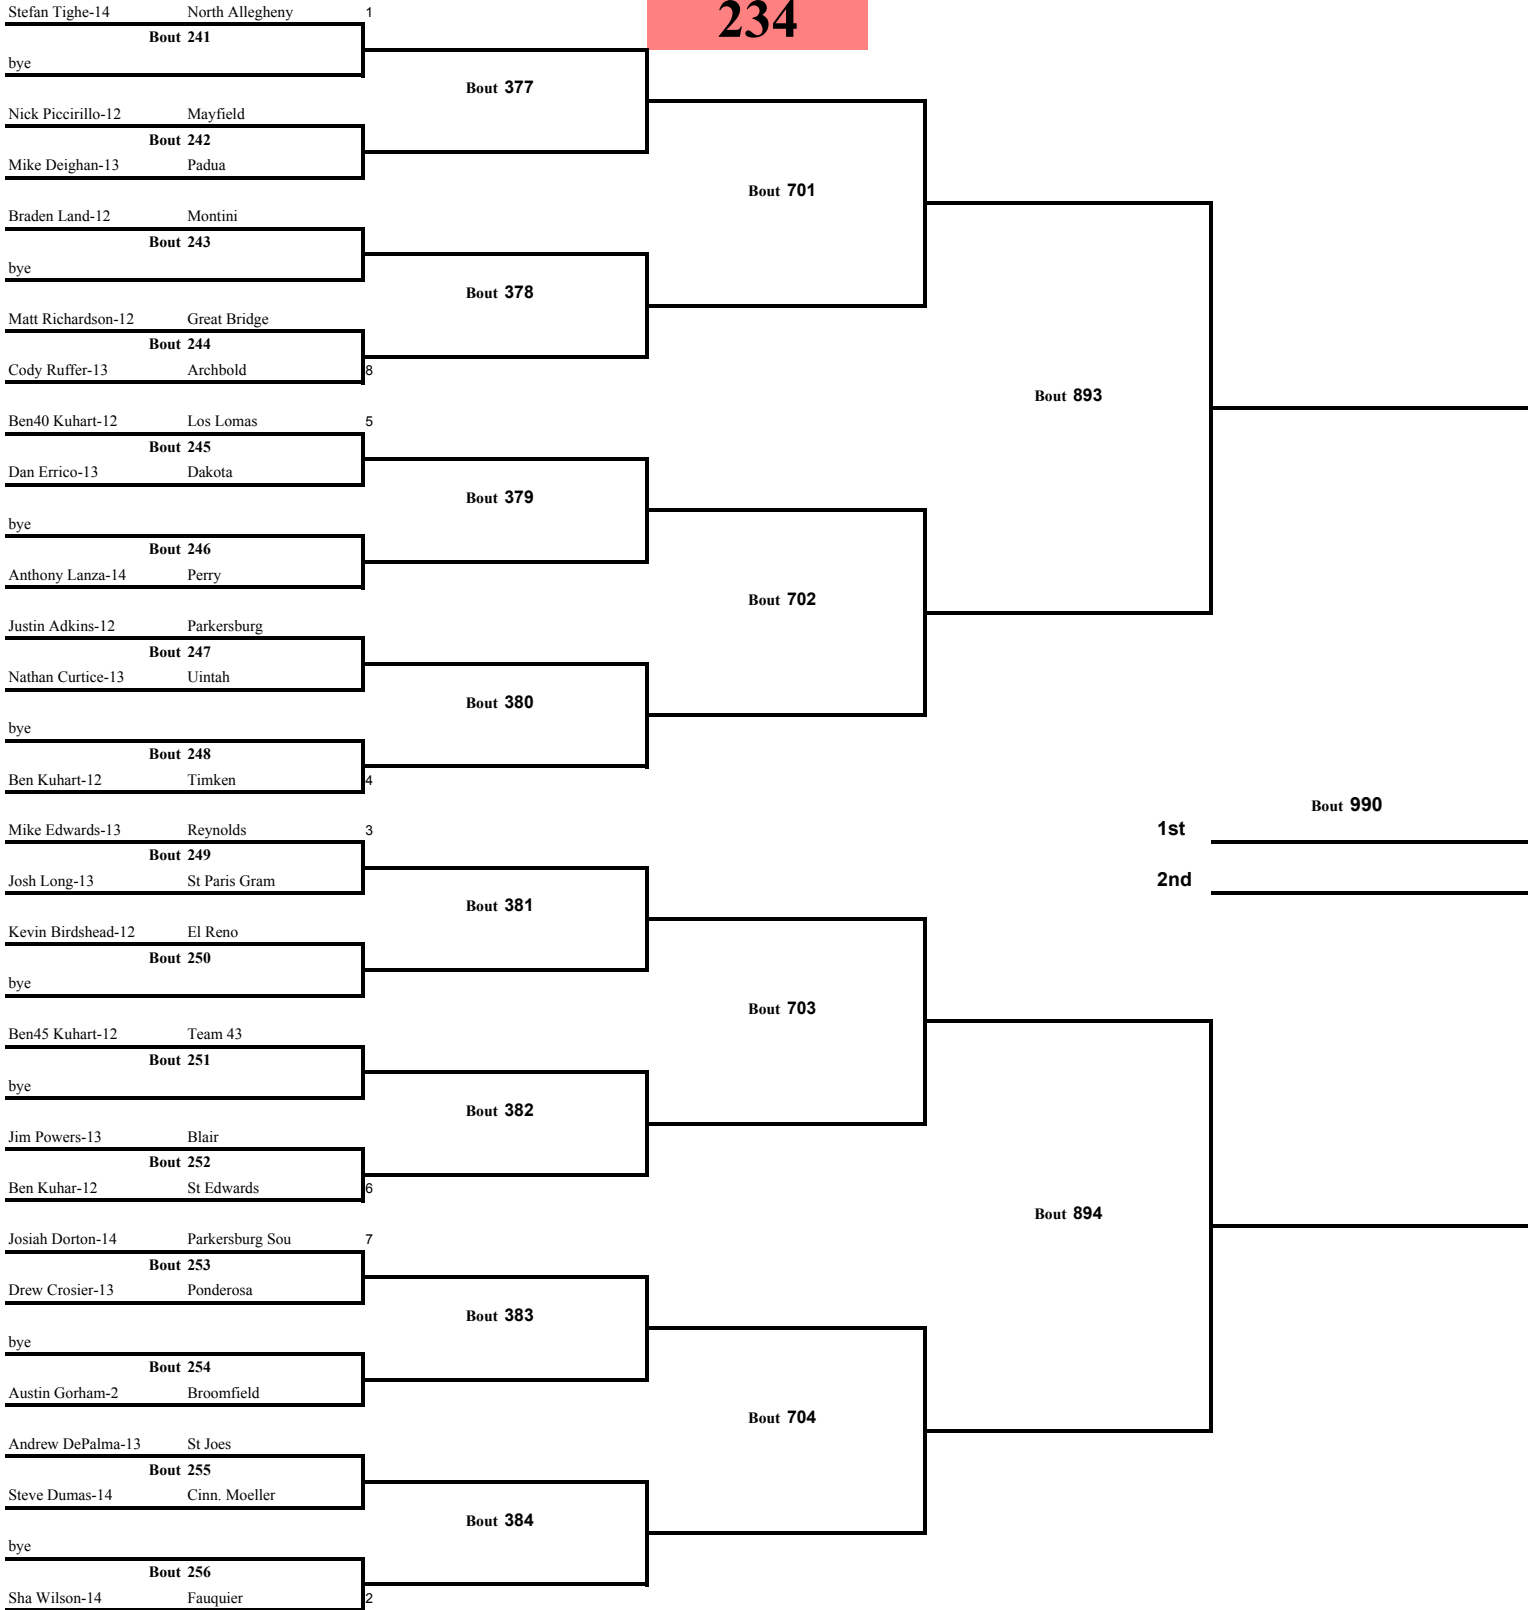 234
Stefan Tighe-14 North Allegheny 1
Bout 241
bye
Bout 377
Nick Piccirillo-12 Mayfield
Bout 242
Mike Deighan-13 Padua
Bout 701
Braden Land-12 Montini
Bout 243
bye
Bout 378
Matt Richardson-12 Great Bridge
Bout 244
Cody Ruffer-13 Archbold 8
Bout 893
Ben40 Kuhart-12 Los Lomas 5
Bout 245
Dan Errico-13 Dakota
Bout 379
bye
Bout 246
Anthony Lanza-14 Perry
Bout 702
Justin Adkins-12 Parkersburg
Bout 247
Nathan Curtice-13 Uintah
Bout 380
bye
Bout 248
Ben Kuhart-12 Timken 4
Bout 990
1st
2nd
Mike Edwards-13 Reynolds 3
Bout 249
Josh Long-13 St Paris Gram
Bout 381
Kevin Birdshead-12 El Reno
Bout 250
bye
Bout 703
Ben45 Kuhart-12 Team 43
Bout 251
bye
Bout 382
Jim Powers-13 Blair
Bout 252
Ben Kuhar-12 St Edwards 6
Bout 894
Josiah Dorton-14 Parkersburg Sou 7
Bout 253
Drew Crosier-13 Ponderosa
Bout 383
bye
Bout 254
Austin Gorham-2 Broomfield
Bout 704
Andrew DePalma-13 St Joes
Bout 255
Steve Dumas-14 Cinn. Moeller
Bout 384
bye
Bout 256
Sha Wilson-14 Fauquier 2